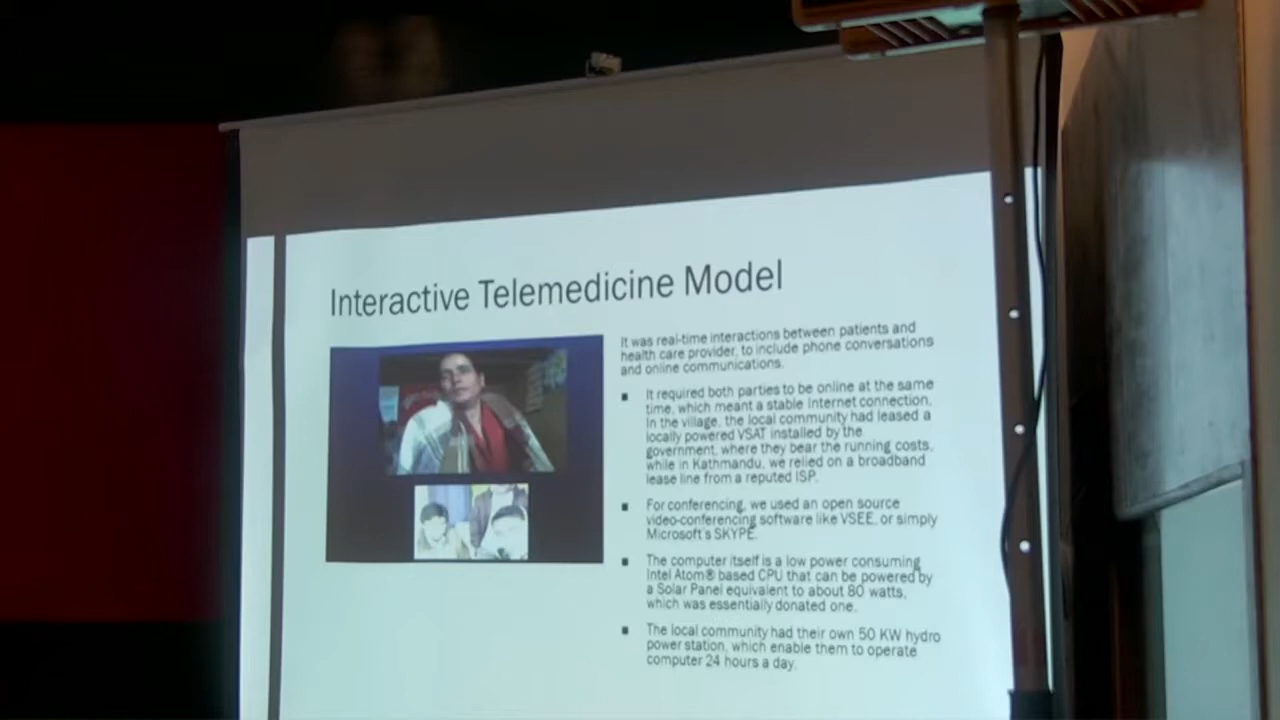 Interactive Telemedicine Model
It was real-time interactions between patients and
health care provider, to include phone conversations
and online communications.
It required both parties to be online at the same
time, which meant a stable Internet connection.
In the village, the local community had leased a
locally powered VSAT installed by the
government, where they bear the running costs,
while in Kathmandu, we relied on a broadband
lease line from a reputed ISP.
For conferencing, we used an open source
video-conferencing software like VSEE, or simply
Microsoft's SKYPE.
The computer itself is a low power consuming
Intel Atom® based CPU that can be powered by
a Solar Panel equivalent to about 80 watts,
which was essentially donated one.
The local community had their own 50 KW hydro
power station, which enable them to operate
computer 24 hours a day.